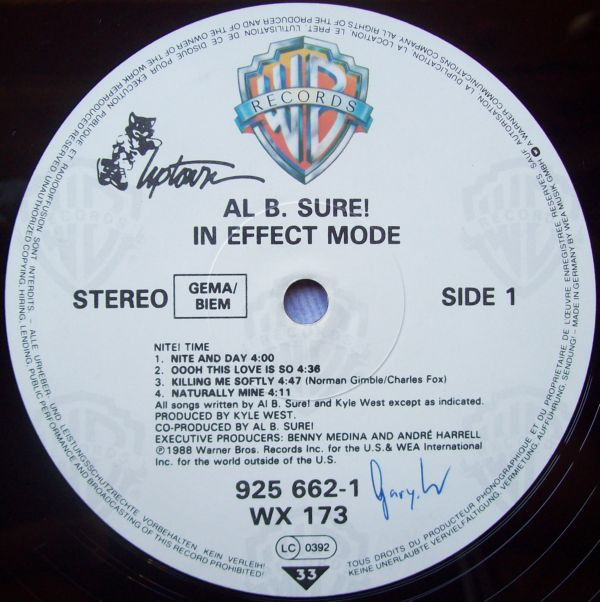 WB
RECORDS
Uptown
AL B. SURE!
IN EFFECT MODE
STEREO
GEMA/
BIEM
SIDE 1
NITE! TIME
1. NITE AND DAY 4:00
2. OOOH THIS LOVE IS SO 4:36
3. KILLING ME SOFTLY 4:47 (Norman Gimble/Charles Fox)
4. NATURALLY MINE 4:11
All songs written by Al B. Sure! and Kyle West except as indicated.
PRODUCED BY KYLE WEST.
CO-PRODUCED BY AL B. SURE!
EXECUTIVE PRODUCERS: BENNY MEDINA AND ANDRÉ HARRELL
℗1988 Warner Bros. Records Inc. for the U.S. & WEA International
Inc. for the world outside of the U.S.
925 662-1
Gary.W
WX 173
LC 0392
33
ALLE URHEBER- UND LEISTUNGSSCHUTZRECHTE VORBEHALTEN. KEIN VERLEIH! KEINE UNERLAUBTE VERVIELFÄLTIGUNG, VERMIETUNG, AUFFÜHRUNG, SENDUNG! – MADE IN GERMANY BY WEA MUSIK GMBH A WARNER COMMUNICATIONS COMPANY. ALL RIGHTS OF THE PRODUCER AND OF THE OWNER OF THE WORK REPRODUCED RESERVED UNAUTHORIZED COPYING, HIRING, LENDING, PUBLIC PERFORMANCE AND BROADCASTING OF THIS RECORD PROHIBITED!
TOUS DROITS DU PRODUCTEUR PHONOGRAPHIQUE ET DU PROPRIETAIRE DE L'ŒUVRE ENREGISTREE RESERVES SAUF AUTORISATION, LA LOCATION, LE PRET, L'UTILISATION DE CE DISQUE POUR EXECUTION PUBLIQUE ET RADIODIFFUSION SONT INTERDITS. –